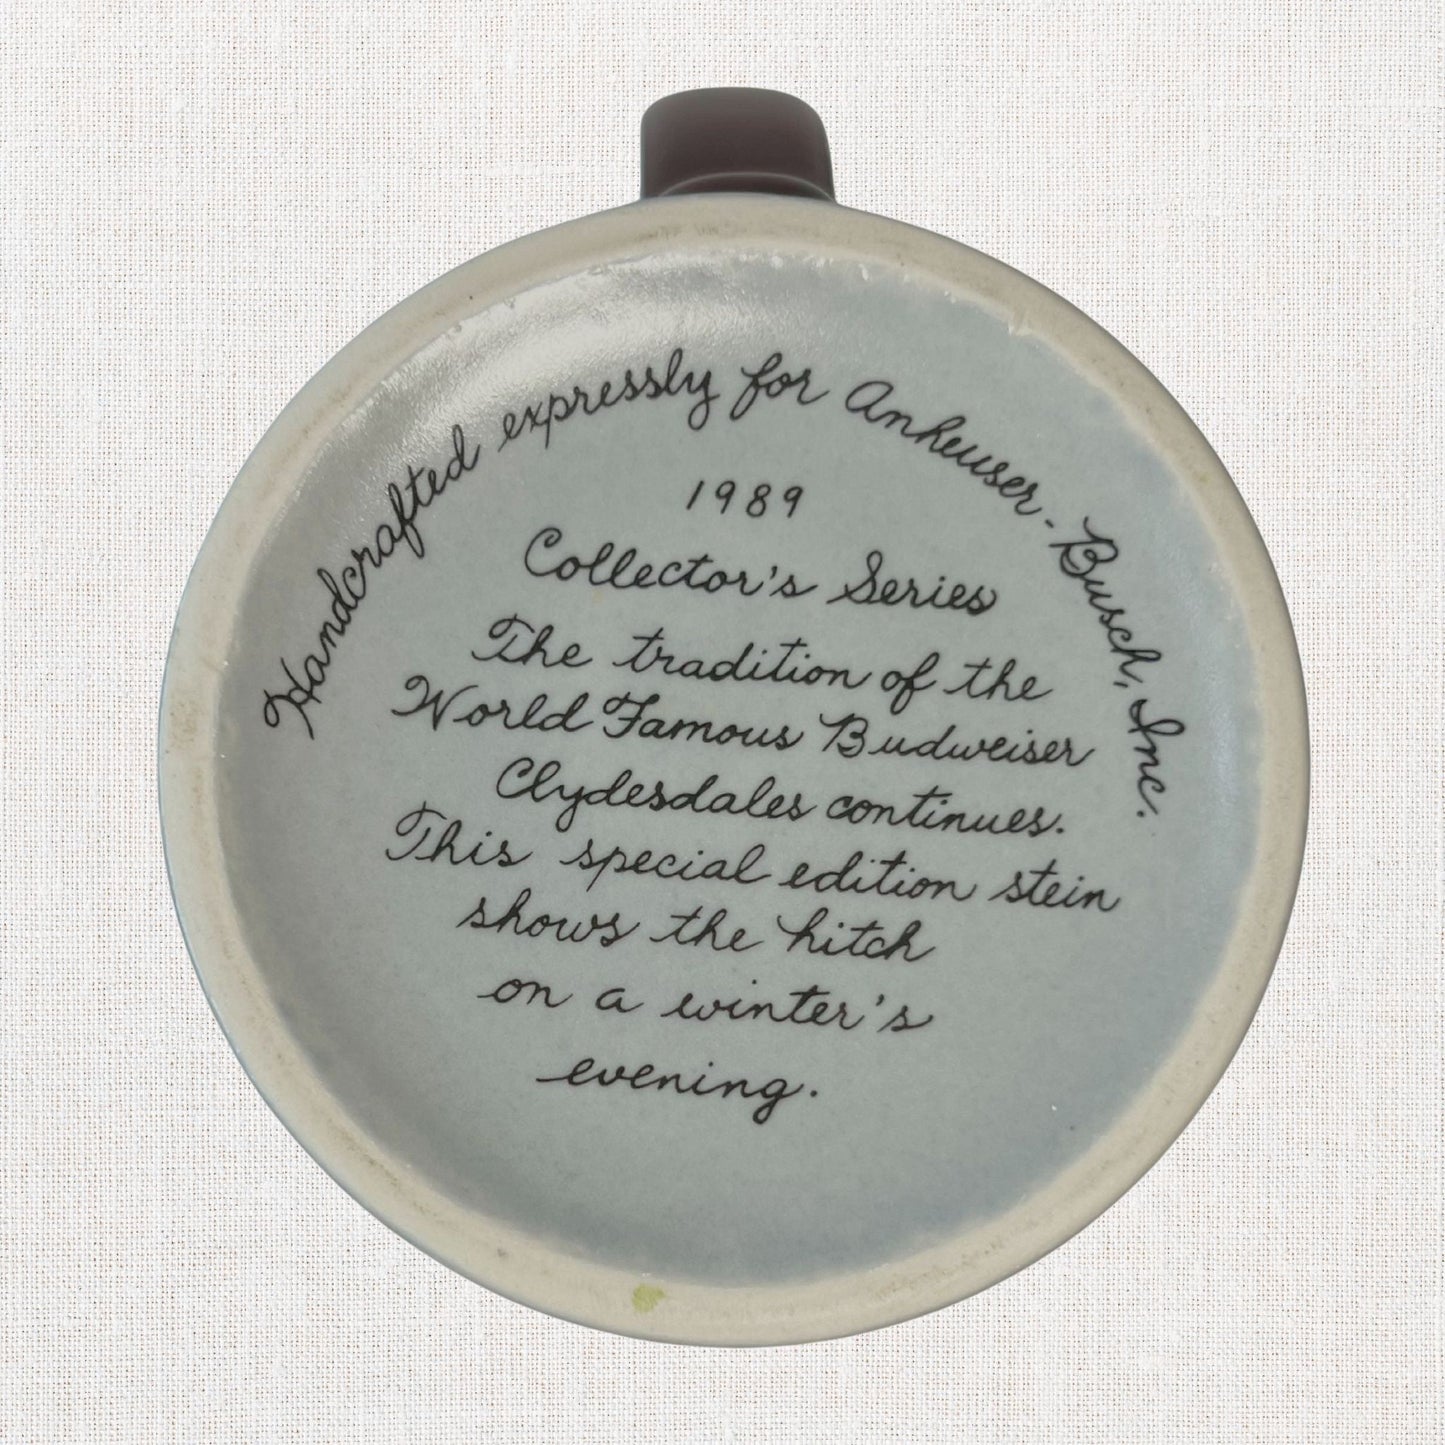 Handcrafted expressly for Anheuser-Busch, Inc.
1989
Collector's Series
The tradition of the
World Famous Budweiser
Clydesdales continues.
This special edition stein
shows the hitch
on a winter's
evening.